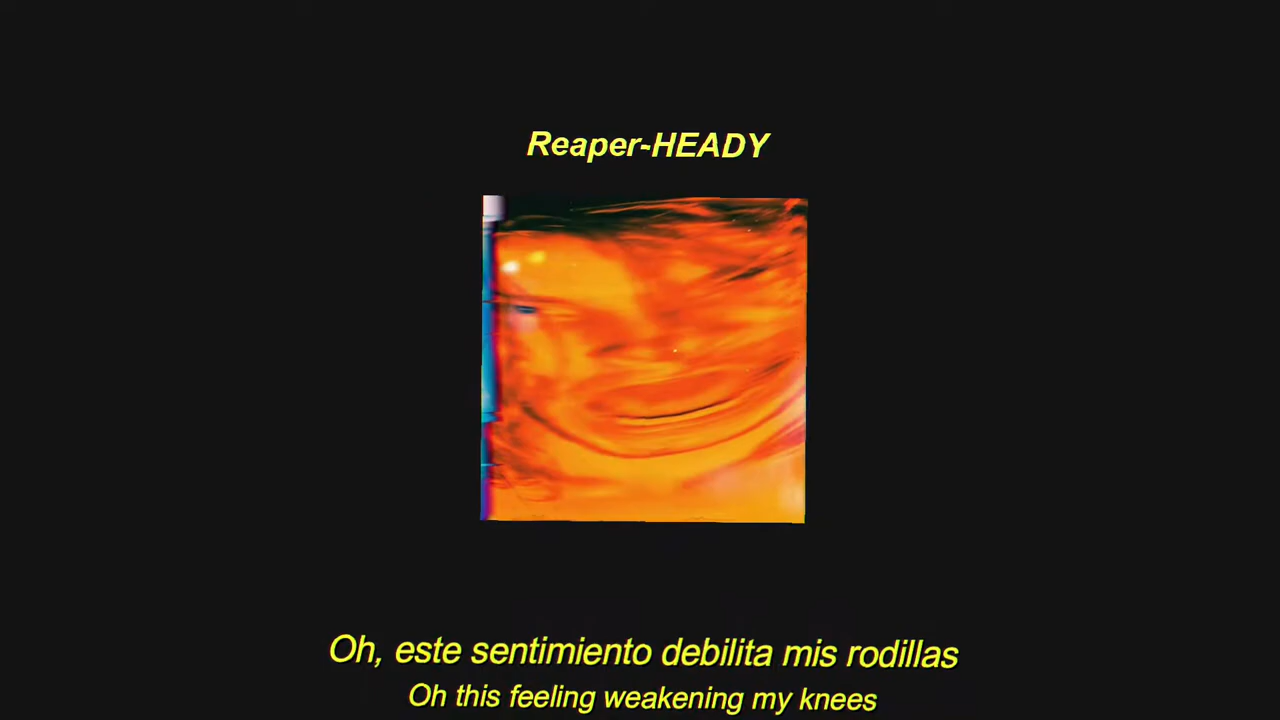 Reaper-HEADY
Oh, este sentimiento debilita mis rodillas
Oh this feeling weakening my knees